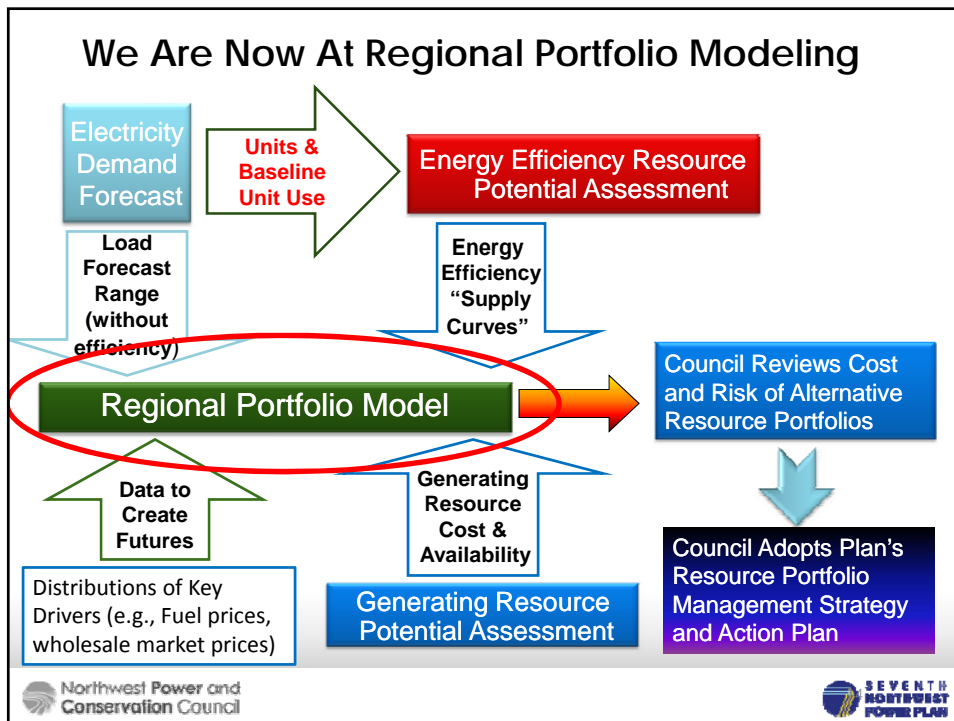 We Are Now At Regional Portfolio Modeling
Electricity
Demand
Forecast
Units &
Baseline
Unit Use
Energy Efficiency Resource
Potential Assessment
Load
Forecast
Range
(without
efficiency)
Energy
Efficiency
“Supply
Curves”
Regional Portfolio Model
Council Reviews Cost
and Risk of Alternative
Resource Portfolios
Data to
Create
Futures
Generating
Resource
Cost &
Availability
Distributions of Key
Drivers (e.g., Fuel prices,
wholesale market prices)
Generating Resource
Potential Assessment
Council Adopts Plan’s
Resource Portfolio
Management Strategy
and Action Plan
Northwest Power and
Conservation Council
SEVENTH
NORTHWEST
POWER PLAN